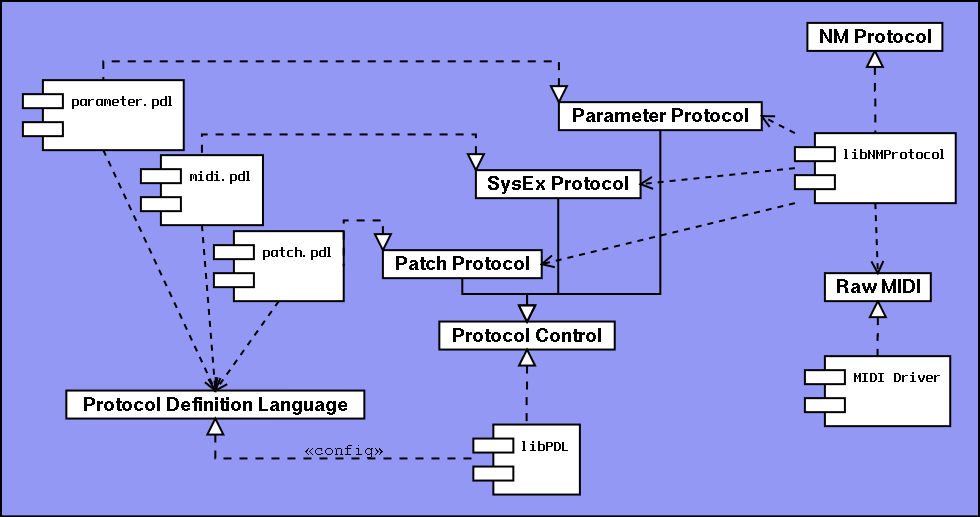 NM Protocol
parameter.pdl
Parameter Protocol
libNMProtocol
midi.pdl
SysEx Protocol
patch.pdl
Patch Protocol
Raw MIDI
Protocol Control
MIDI Driver
Protocol Definition Language
«config»
libPDL